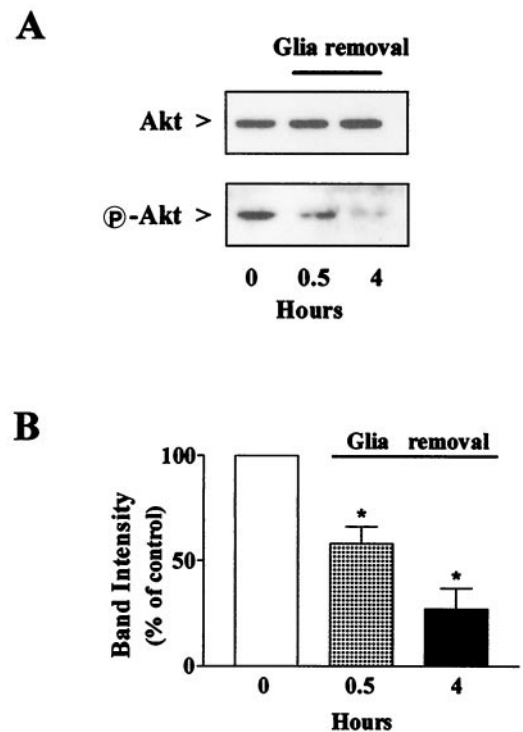 A
Glia removal
Akt >
Ⓟ-Akt >
0 0.5 4
Hours
B
Glia removal
Band Intensity
(% of control)
100
50
0
*
*
0 0.5 4
Hours